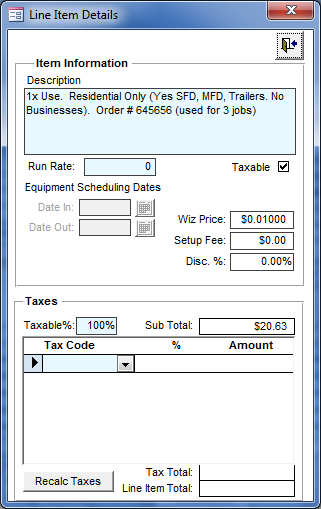 Line Item Details
Item Information
Description
1x Use.  Residential Only (Yes SFD, MFD, Trailers. No
Businesses).  Order # 645656 (used for 3 jobs)
Run Rate: 0 Taxable
Equipment Scheduling Dates
Date In:
Date Out:
Wiz Price: $0.01000
Setup Fee: $0.00
Disc. %: 0.00%
Taxes
Taxable%: 100% Sub Total: $20.63
Tax Code % Amount
Recalc Taxes
Tax Total:
Line Item Total: